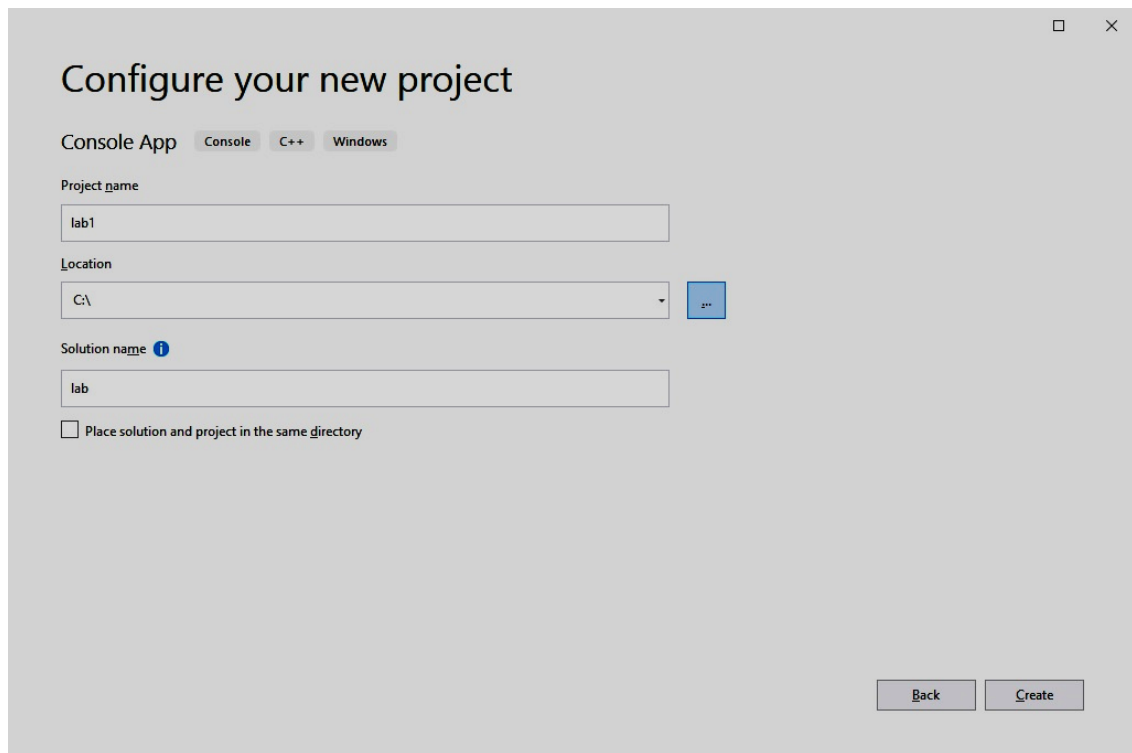 Configure your new project
Console App Console C++ Windows
Project name
lab1
Location
C:\
...
Solution name
lab
Place solution and project in the same directory
Back Create